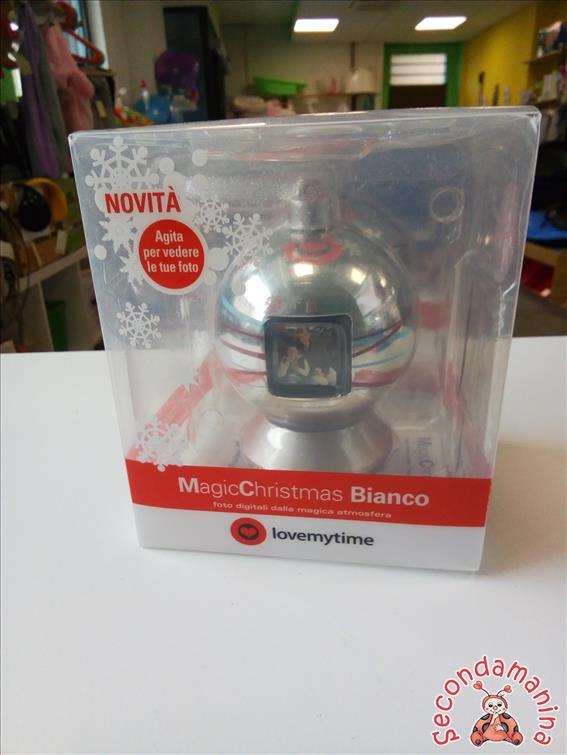 NOVITÀ
Agita
per vedere
le tue foto
MagicChristmas Bianco
foto digitali dalla magica atmosfera
lovemytime
secondamanina